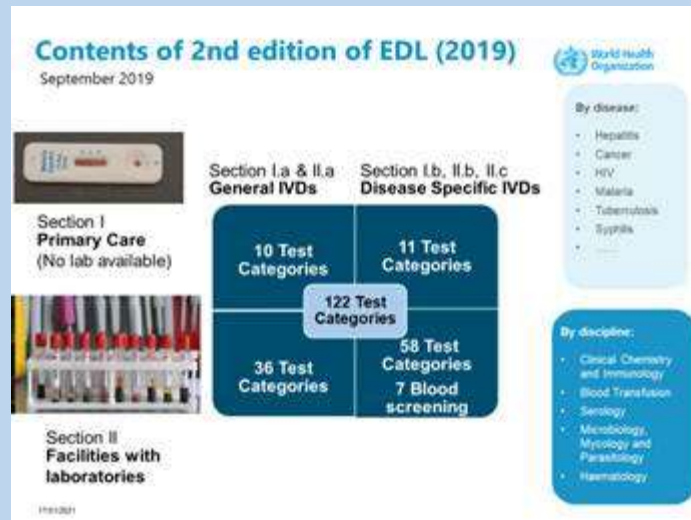 Contents of 2nd edition of EDL (2019)
September 2019
World Health
Organization
Section I.a & II.a
General IVDs
Section I.b, II.b, II.c
Disease Specific IVDs
Section I
Primary Care
(No lab available)
10 Test
Categories
11 Test
Categories
122 Test
Categories
36 Test
Categories
58 Test
Categories
7 Blood
screening
Section II
Facilities with
laboratories
By disease:
• Hepatitis
• Cancer
• HIV
• Malaria
• Tuberculosis
• Syphilis
• ......
By discipline:
• Clinical Chemistry
and Immunology
• Blood Transfusion
• Serology
• Microbiology,
Mycology and
Parasitology
• Haematology